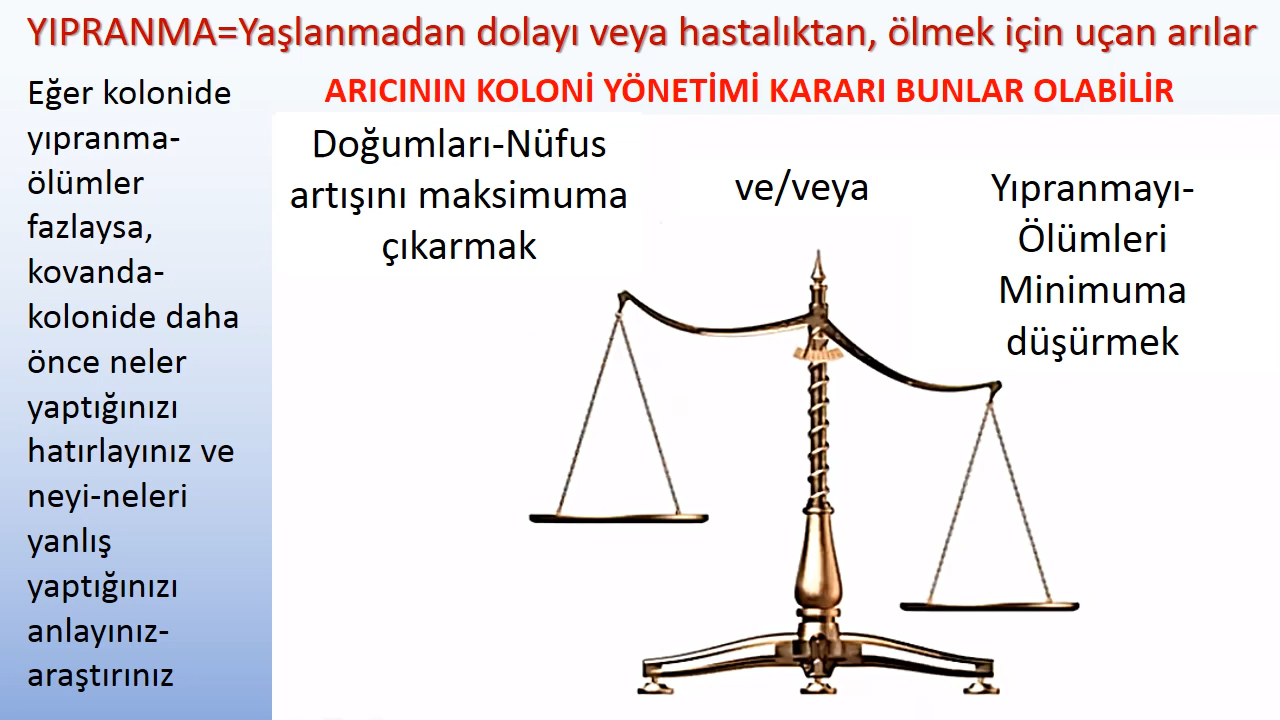 YIPRANMA=Yaşlanmadan dolayı veya hastalıktan, ölmek için uçan arılar
Eğer kolonide
yıpranma-
ölümler
fazlaysa,
kovanda-
kolonide daha
önce neler
yaptığınızı
hatırlayınız ve
neyi-neleri
yanlış
yaptığınızı
anlayınız-
araştırınız
ARICININ KOLONİ YÖNETİMİ KARARI BUNLAR OLABİLİR
Doğumları-Nüfus
artışını maksimuma
çıkarmak
ve/veya
Yıpranmayı-
Ölümleri
Minimuma
düşürmek